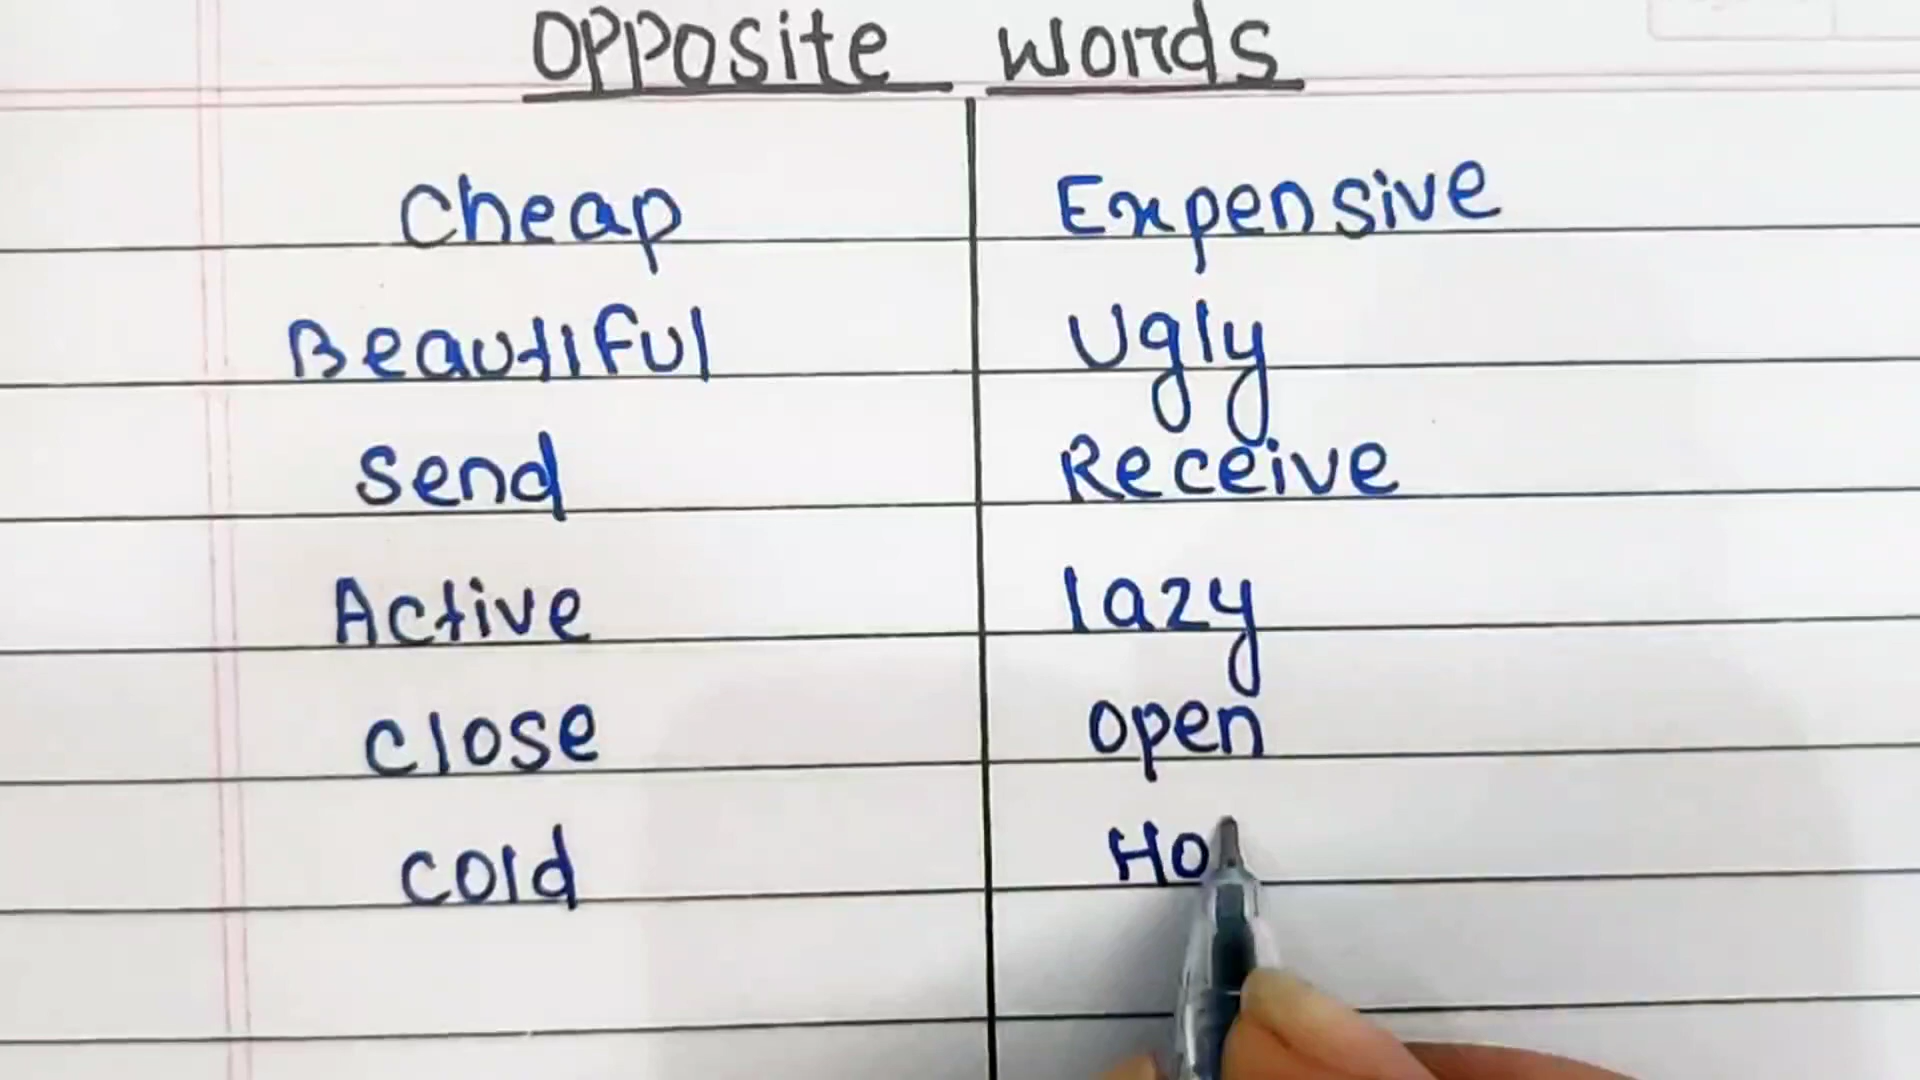 Opposite words
Cheap Expensive
Beautiful Ugly
Send Receive
Active lazy
close open
cold Ho